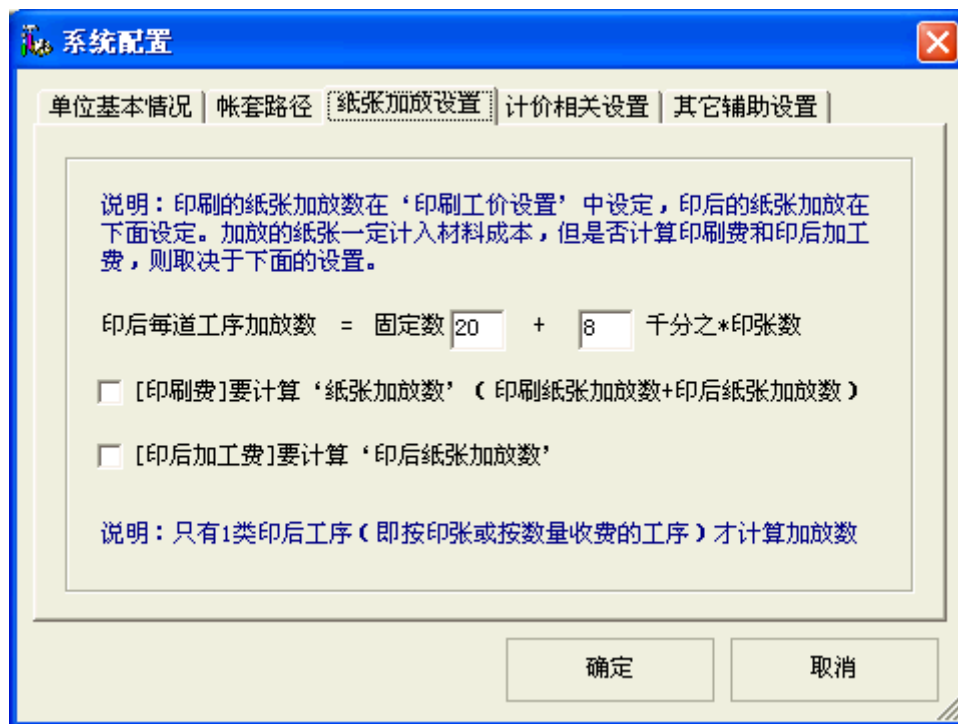 系统配置
单位基本情况 帐套路径 纸张加放设置 计价相关设置 其它辅助设置
说明：印刷的纸张加放数在‘印刷工价设置’中设定，印后的纸张加放在
下面设定。加放的纸张一定计入材料成本，但是否计算印刷费和印后加工
费，则取决于下面的设置。
印后每道工序加放数 = 固定数 20 + 8 千分之*印张数
[印刷费]要计算‘纸张加放数’（印刷纸张加放数+印后纸张加放数）
[印后加工费]要计算‘印后纸张加放数’
说明：只有1类印后工序（即按印张或按数量收费的工序）才计算加放数
确定 取消